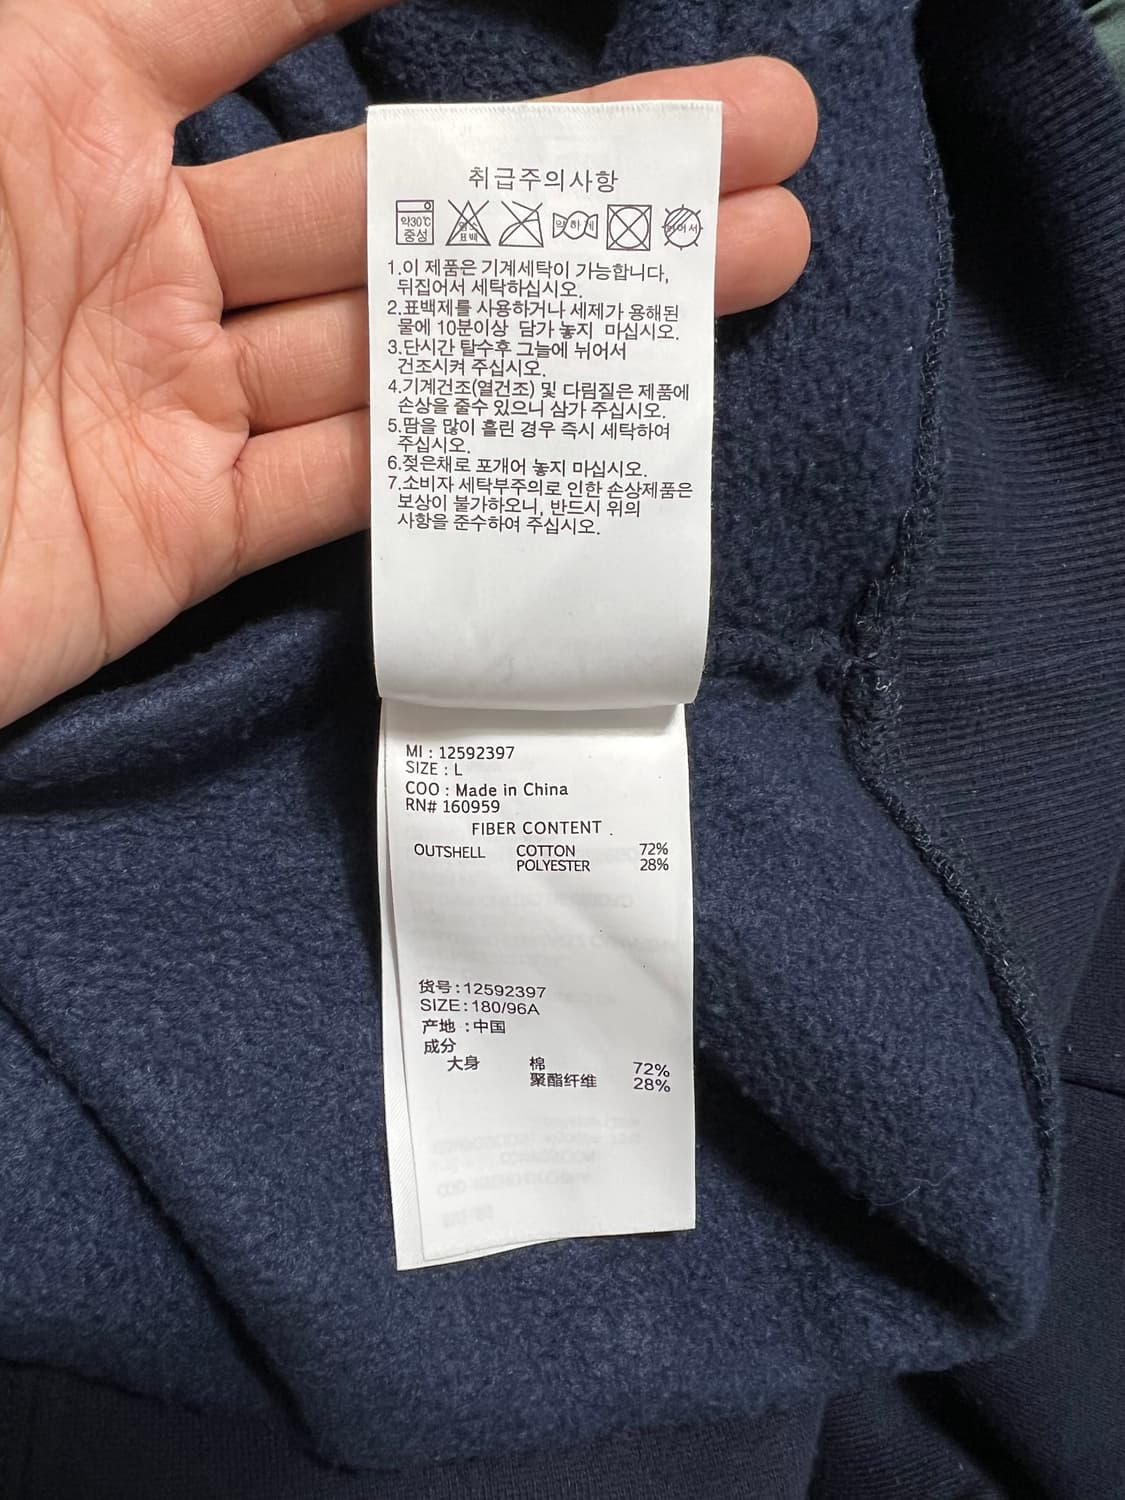 취급주의사항
약30℃
중성
염소
표백
약하게
뉘어서
1.이 제품은 기계세탁이 가능합니다,
뒤집어서 세탁하십시오.
2.표백제를 사용하거나 세제가 용해된
물에 10분이상 담가 놓지 마십시오.
3.단시간 탈수후 그늘에 뉘어서
건조시켜 주십시오.
4.기계건조(열건조) 및 다림질은 제품에
손상을 줄수 있으니 삼가 주십시오.
5.땀을 많이 흘린 경우 즉시 세탁하여
주십시오.
6.젖은채로 포개어 놓지 마십시오.
7.소비자 세탁부주의로 인한 손상제품은
보상이 불가하오니, 반드시 위의
사항을 준수하여 주십시오.
MI : 12592397
SIZE : L
COO : Made in China
RN# 160959
FIBER CONTENT .
OUTSHELL COTTON 72%
POLYESTER 28%
货号:12592397
SIZE:180/96A
产地 :中国
成分
大身 棉 72%
聚酯纤维 28%